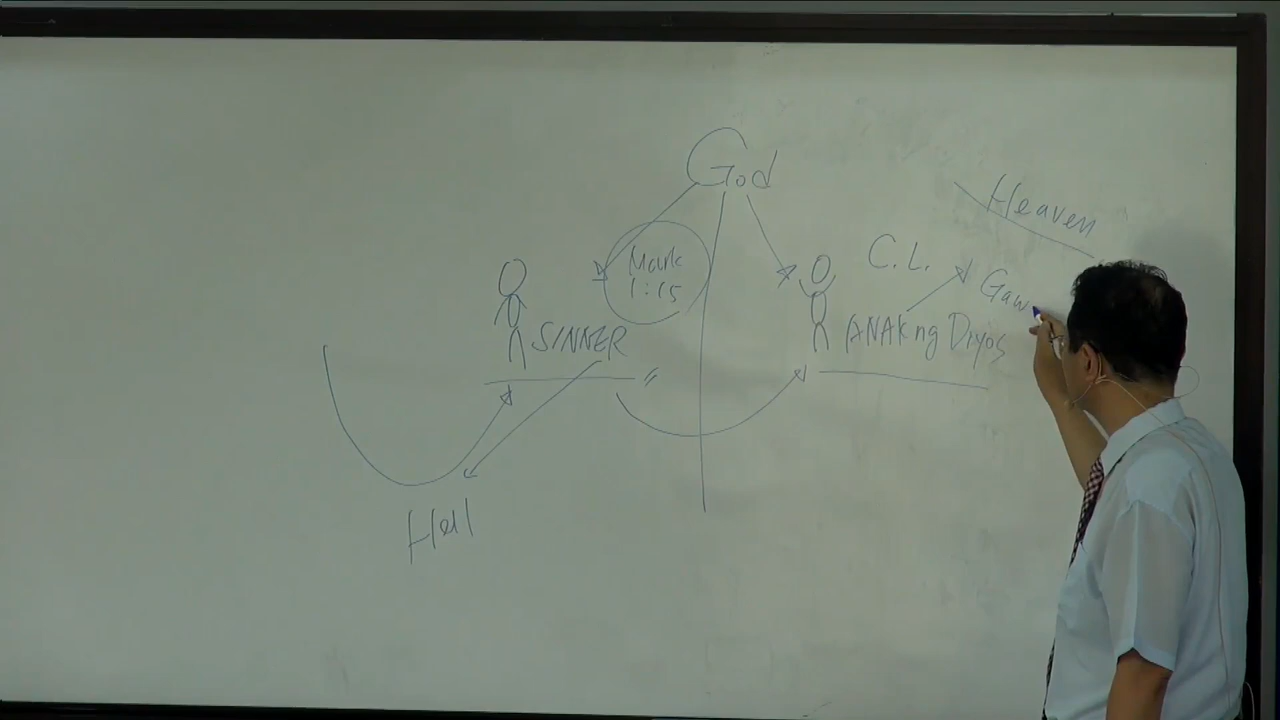 God
Heaven
Mark
1:15
C.L.
Gaw
SINNER
ANAK ng Diyos
Hell